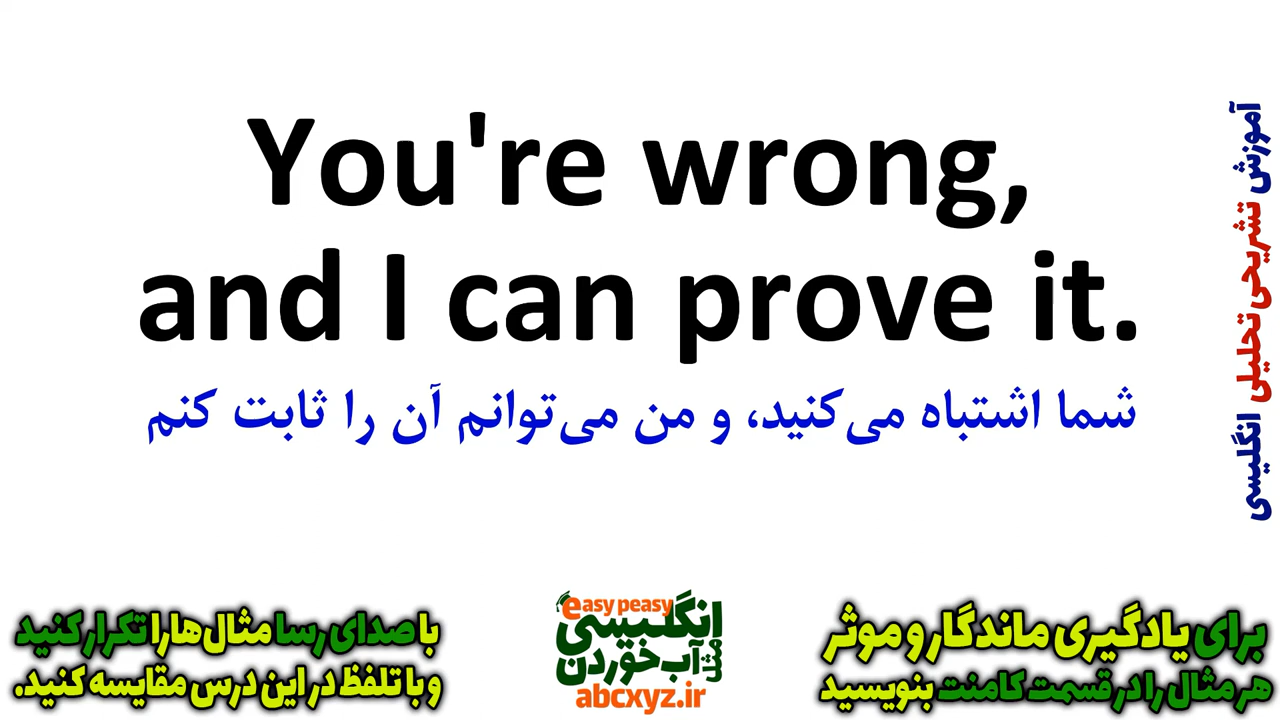 You're wrong,
and I can prove it.
شما اشتباه می‌کنید، و من می‌توانم آن را ثابت کنم
آموزش تشریحی تحلیلی انگلیسی
برای یادگیری ماندگار و موثر
هر مثال را در قسمت کامنت بنویسید
easy peasy
انگلیسی
مثل آب خوردن
abcxyz.ir
با صدای رسا مثال‌ها را تکرار کنید
و با تلفظ در این درس مقایسه کنید.